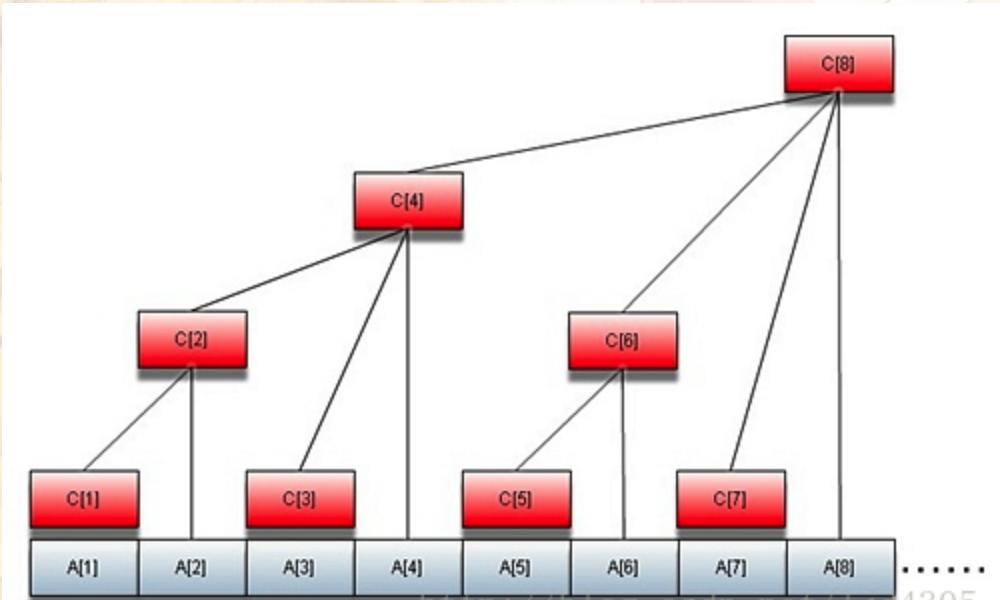 C[8]
C[4]
C[2]
C[6]
C[1] C[3] C[5] C[7]
A[1] A[2] A[3] A[4] A[5] A[6] A[7] A[8] ......